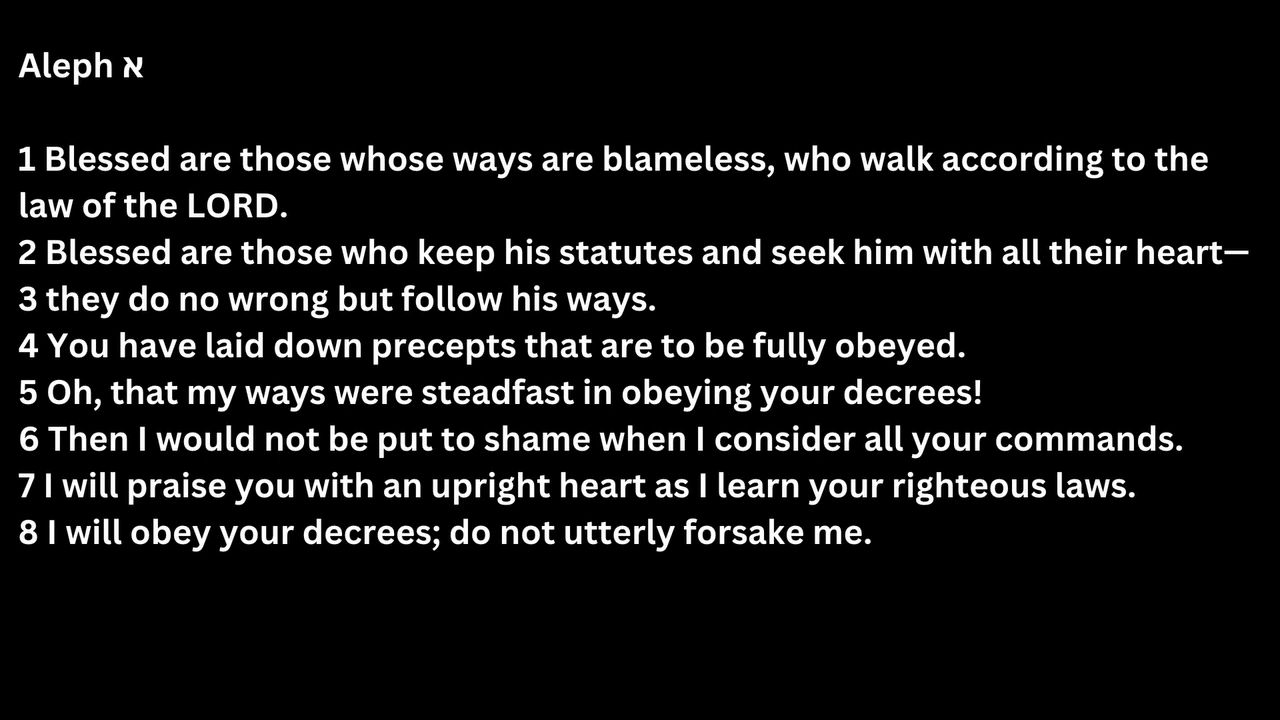 Aleph א
1 Blessed are those whose ways are blameless, who walk according to the
law of the LORD.
2 Blessed are those who keep his statutes and seek him with all their heart—
3 they do no wrong but follow his ways.
4 You have laid down precepts that are to be fully obeyed.
5 Oh, that my ways were steadfast in obeying your decrees!
6 Then I would not be put to shame when I consider all your commands.
7 I will praise you with an upright heart as I learn your righteous laws.
8 I will obey your decrees; do not utterly forsake me.